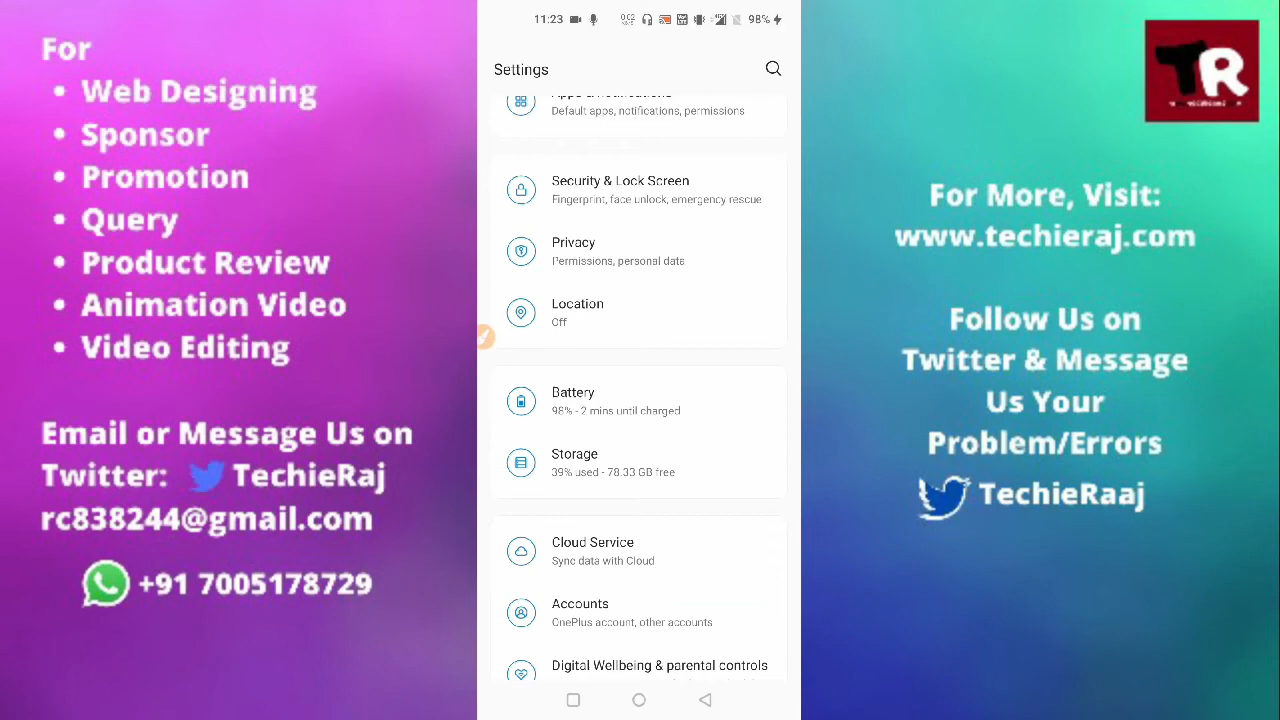 For
• Web Designing
• Sponsor
• Promotion
• Query
• Product Review
• Animation Video
• Video Editing
Email or Message Us on
Twitter: TechieRaj
rc838244@gmail.com
+91 7005178729
11:23
98%
Settings
Apps & notifications
Default apps, notifications, permissions
Security & Lock Screen
Fingerprint, face unlock, emergency rescue
Privacy
Permissions, personal data
Location
Off
Battery
98% - 2 mins until charged
Storage
39% used - 78.33 GB free
Cloud Service
Sync data with Cloud
Accounts
OnePlus account, other accounts
Digital Wellbeing & parental controls
TR
For More, Visit:
www.techieraj.com
Follow Us on
Twitter & Message
Us Your
Problem/Errors
TechieRaaj